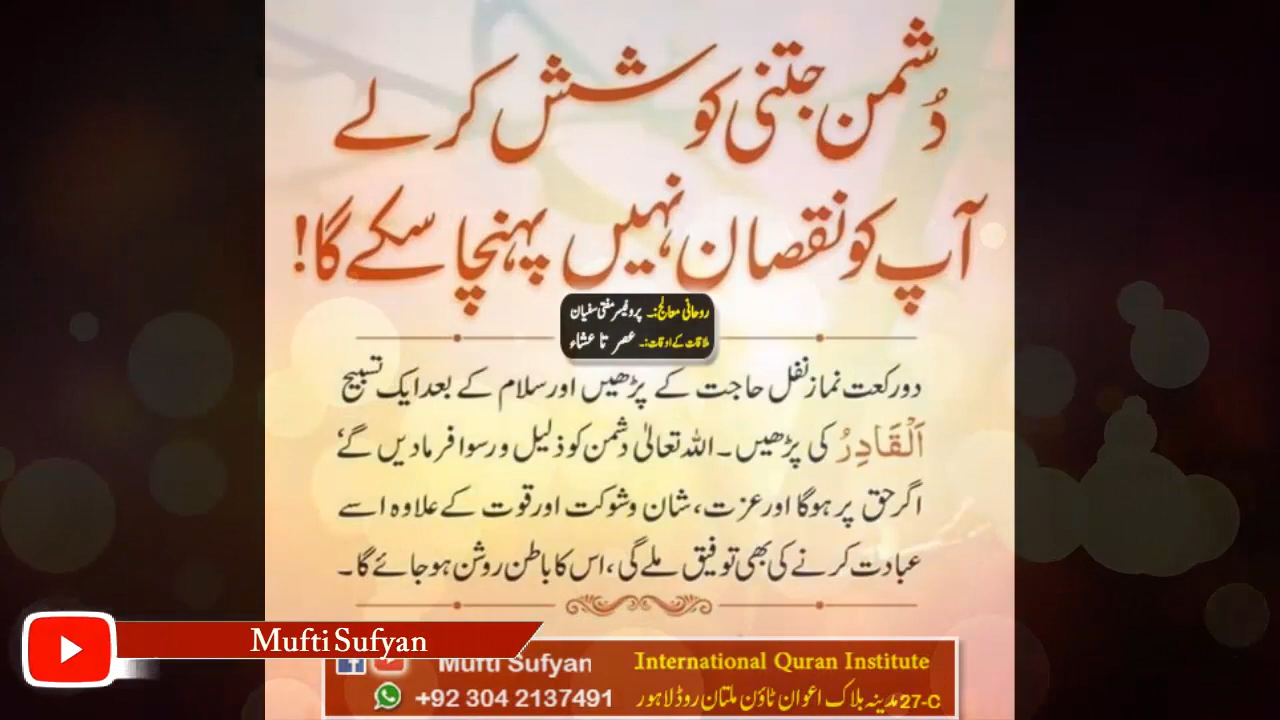 دُشمن جتنی کوشش کرلے
آپ کو نقصان نہیں پہنچا سکے گا!
روحانی معالج:۔ پروفیسر مفتی سفیان
ملاقات کے اوقات:۔ عصر تا عشاء
دو رکعت نماز نفل حاجت کے پڑھیں اور سلام کے بعد ایک تسبیح
اَلْقَادِرُ کی پڑھیں۔ اللہ تعالیٰ دشمن کو ذلیل و رسوا فرمادیں گے،
اگر حق پر ہوگا اور عزت، شان و شوکت اور قوت کے علاوہ اسے
عبادت کرنے کی بھی توفیق ملے گی، اس کا باطن روشن ہو جائے گا۔
Mufti Sufyan
Mufti Sufyan International Quran Institute
+92 304 2137491 27-C مدینہ بلاک اعوان ٹاؤن ملتان روڈ لاہور